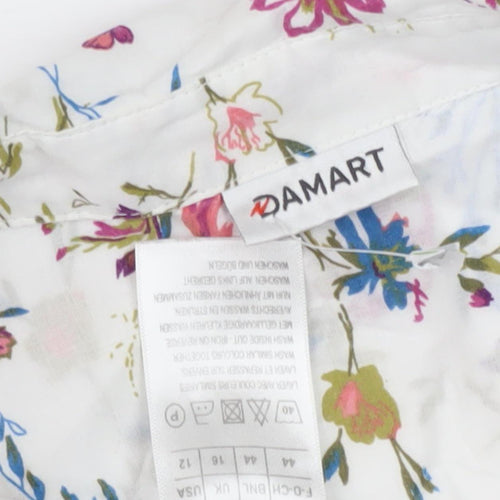 DAMART
F-D-CH BNL UK USA
44 44 16 12
40 P
LAVER AVEC COULEURS SIMILAIRES
LAVER ET REPASSER SUR ENVERS
WASH SIMILAR COLORS TOGETHER
WASH INSIDE OUT - IRON ON REVERSE
MET GELIJKAARDIGE KLEUREN WASSEN
AVERECHTS WASSEN EN STRIJKEN
NUR MIT ÄHNLICHEN FARBEN ZUSAMMEN
WASCHEN AUF LINKS GEDREHT
WASCHEN UND BÜGELN